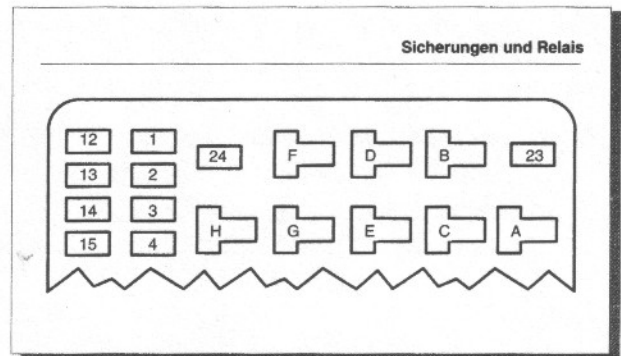 Sicherungen und Relais
12 1 24 F D B 23
13 2
14 3
15 4 H G E C A